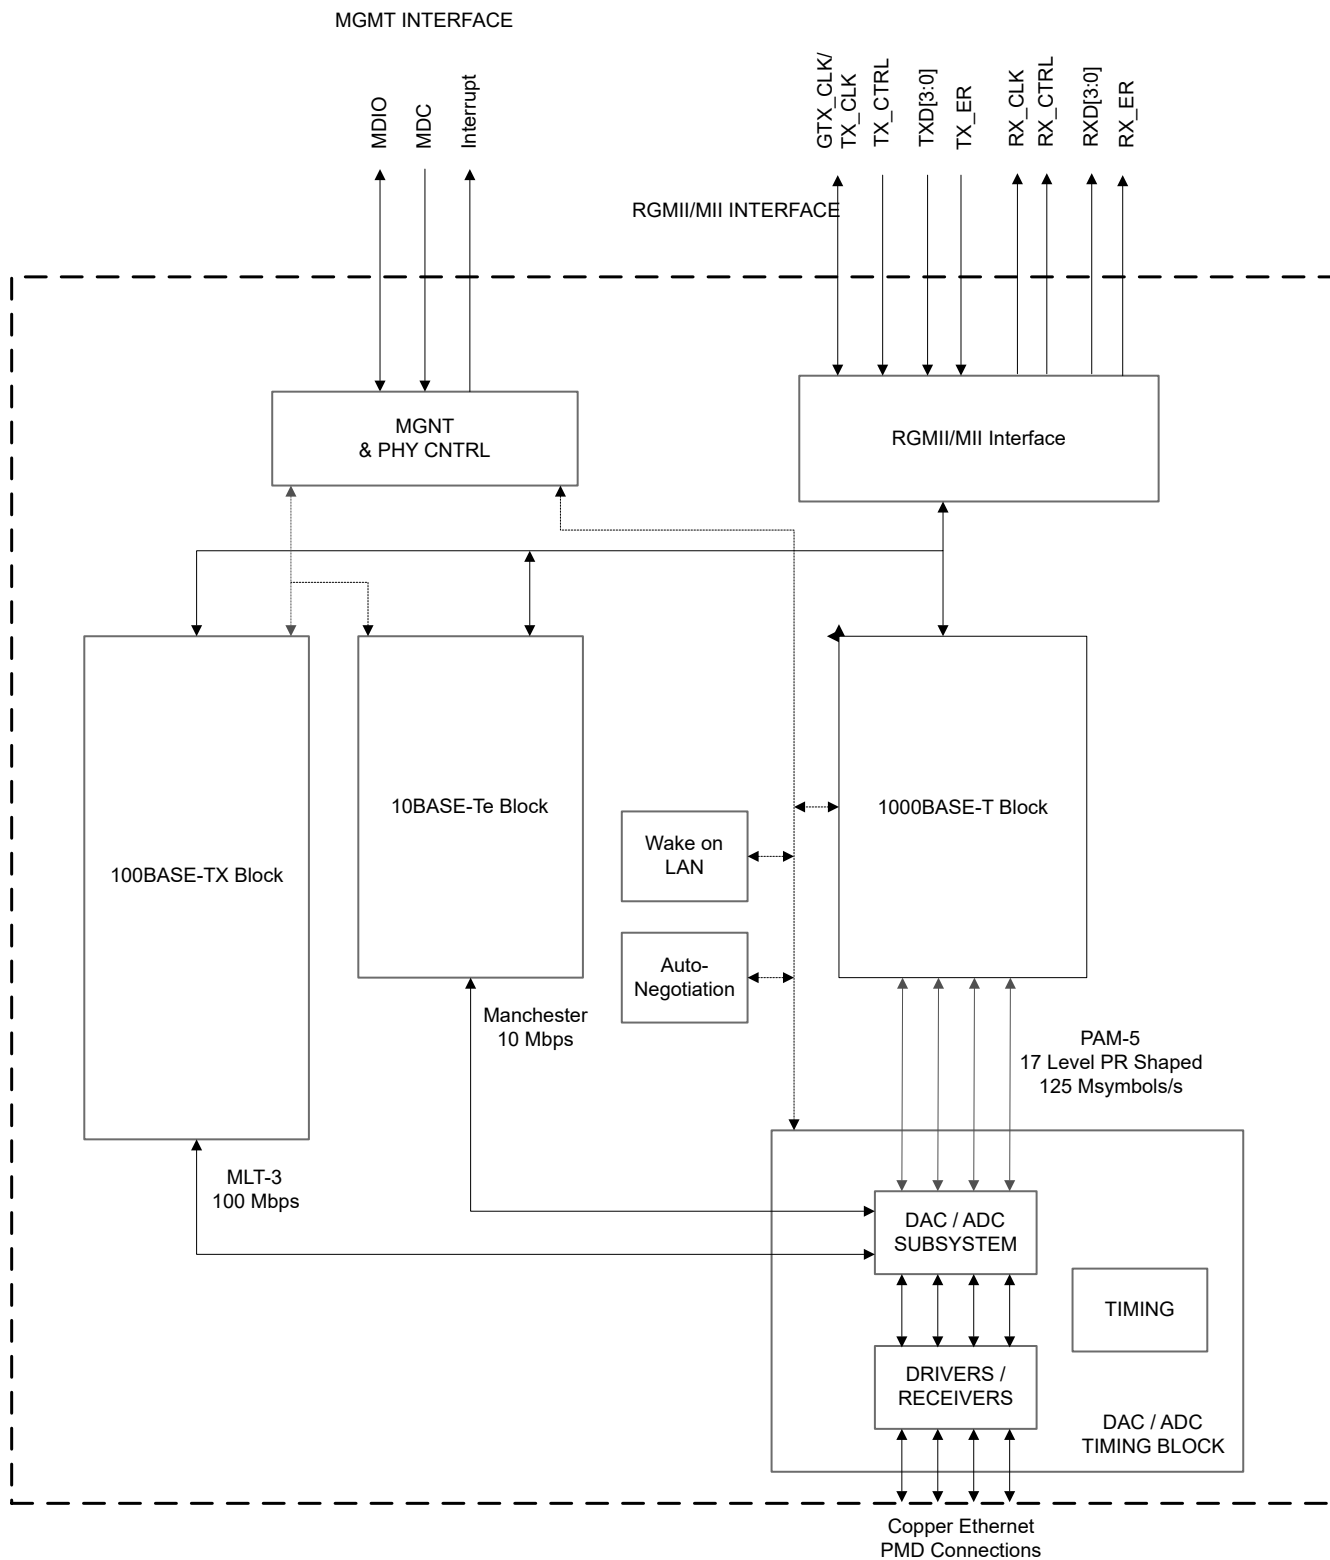 MGMT INTERFACE
MDIO
MDC
Interrupt
GTX_CLK/
TX_CLK
TX_CTRL
TXD[3:0]
TX_ER
RX_CLK
RX_CTRL
RXD[3:0]
RX_ER
RGMII/MII INTERFACE
MGNT
& PHY CNTRL
RGMII/MII Interface
100BASE-TX Block
10BASE-Te Block
1000BASE-T Block
Wake on
LAN
Auto-
Negotiation
Manchester
10 Mbps
PAM-5
17 Level PR Shaped
125 Msymbols/s
MLT-3
100 Mbps
DAC / ADC
SUBSYSTEM
TIMING
DRIVERS /
RECEIVERS
DAC / ADC
TIMING BLOCK
Copper Ethernet
PMD Connections